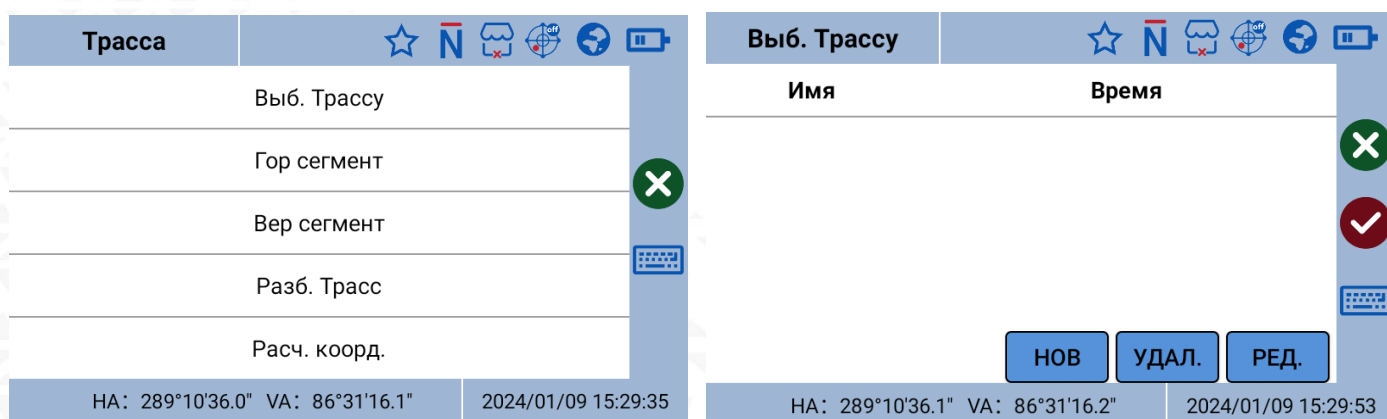 Трасса
Выб. Трассу
Гор сегмент
Вер сегмент
Разб. Трасс
Расч. коорд.
HA: 289°10'36.0" VA: 86°31'16.1" 2024/01/09 15:29:35
Выб. Трассу
Имя Время
НОВ УДАЛ. РЕД.
HA: 289°10'36.1" VA: 86°31'16.2" 2024/01/09 15:29:53
N
off
N
off